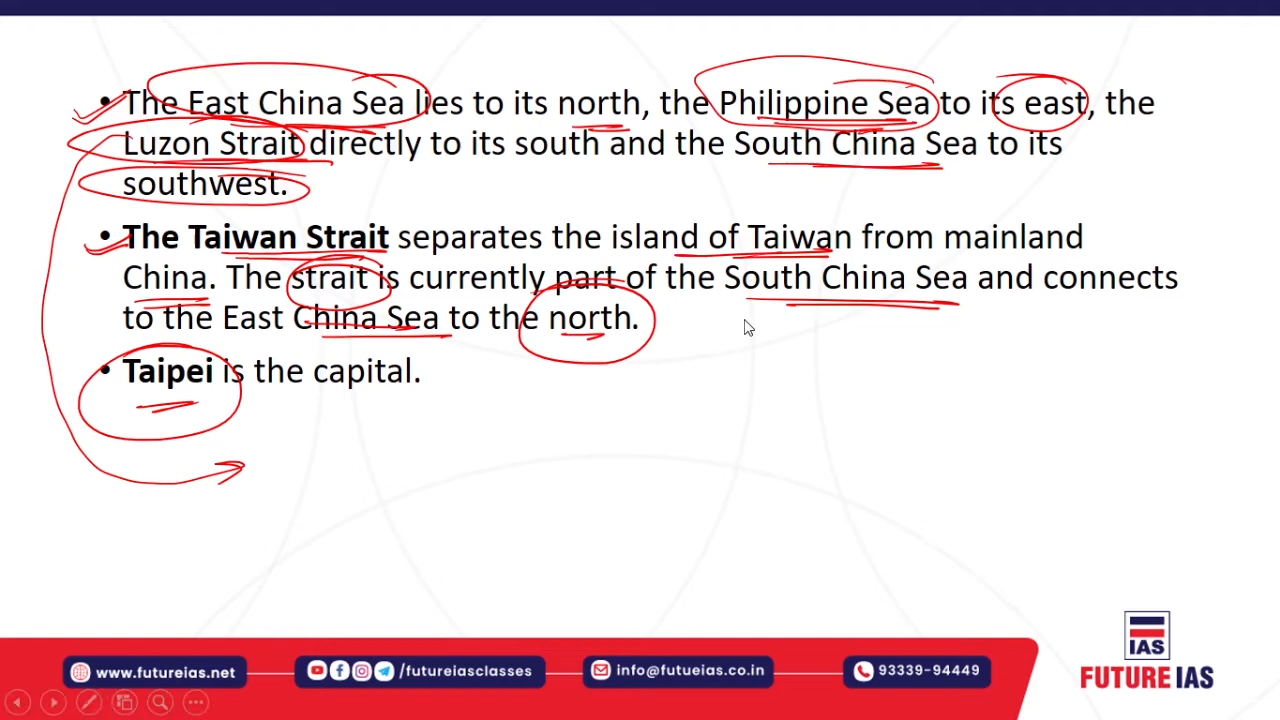 • The East China Sea lies to its north, the Philippine Sea to its east, the
Luzon Strait directly to its south and the South China Sea to its
southwest.
• The Taiwan Strait separates the island of Taiwan from mainland
China. The strait is currently part of the South China Sea and connects
to the East China Sea to the north.
• Taipei is the capital.
IAS
FUTURE IAS
www.futureias.net
/futureiasclasses
info@futueias.co.in
93339-94449